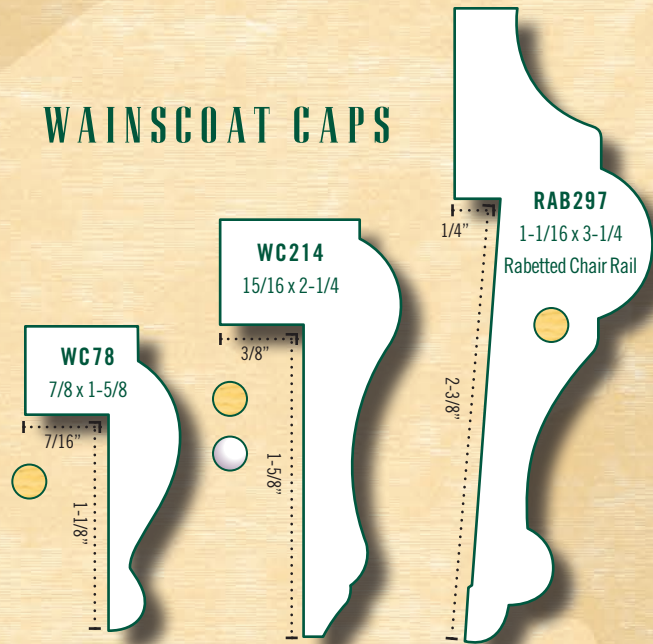 WAINSCOAT CAPS
RAB297
1-1/16 x 3-1/4
Rabetted Chair Rail
1/4”
2-3/8”
WC214
15/16 x 2-1/4
3/8”
1-5/8”
WC78
7/8 x 1-5/8
7/16”
1-1/8”